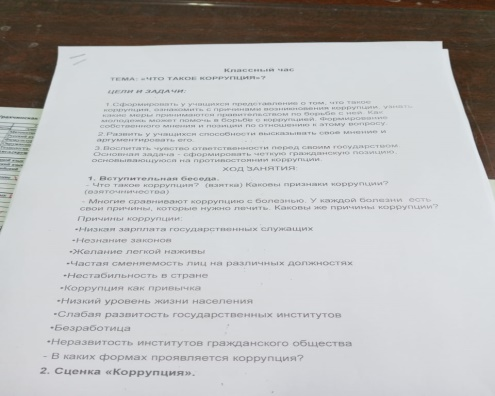 Классный час
ТЕМА: «ЧТО ТАКОЕ КОРРУПЦИЯ»?
ЦЕЛИ И ЗАДАЧИ:
1.Сформировать у учащихся представление о том, что такое
коррупция, ознакомить с причинами возникновения коррупции, узнать
какие меры принимаются правительством по борьбе с ней. Как
молодёжь может помочь в борьбе с коррупцией. Формирование
собственного мнения и позиции по отношению к этому вопросу.
2.Развить у учащихся способности высказывать свое мнение и
аргументировать его.
3.Воспитать чувство ответственности перед своим государством.
Основная задача - сформировать четкую гражданскую позицию,
основывающуюся на противостоянии коррупции.
ХОД ЗАНЯТИЯ:
1. Вступительная беседа.
- Что такое коррупция? (взятка) Каковы признаки коррупции?
(взяточничества)
- Многие сравнивают коррупцию с болезнью. У каждой болезни есть
свои причины, которые нужно лечить. Каковы же причины коррупции?
Причины коррупции:
•Низкая зарплата государственных служащих
•Незнание законов
•Желание легкой наживы
•Частая сменяемость лиц на различных должностях
•Нестабильность в стране
•Коррупция как привычка
•Низкий уровень жизни населения
•Слабая развитость государственных институтов
•Безработица
•Неразвитость институтов гражданского общества
- В каких формах проявляется коррупция?
2. Сценка «Коррупция».